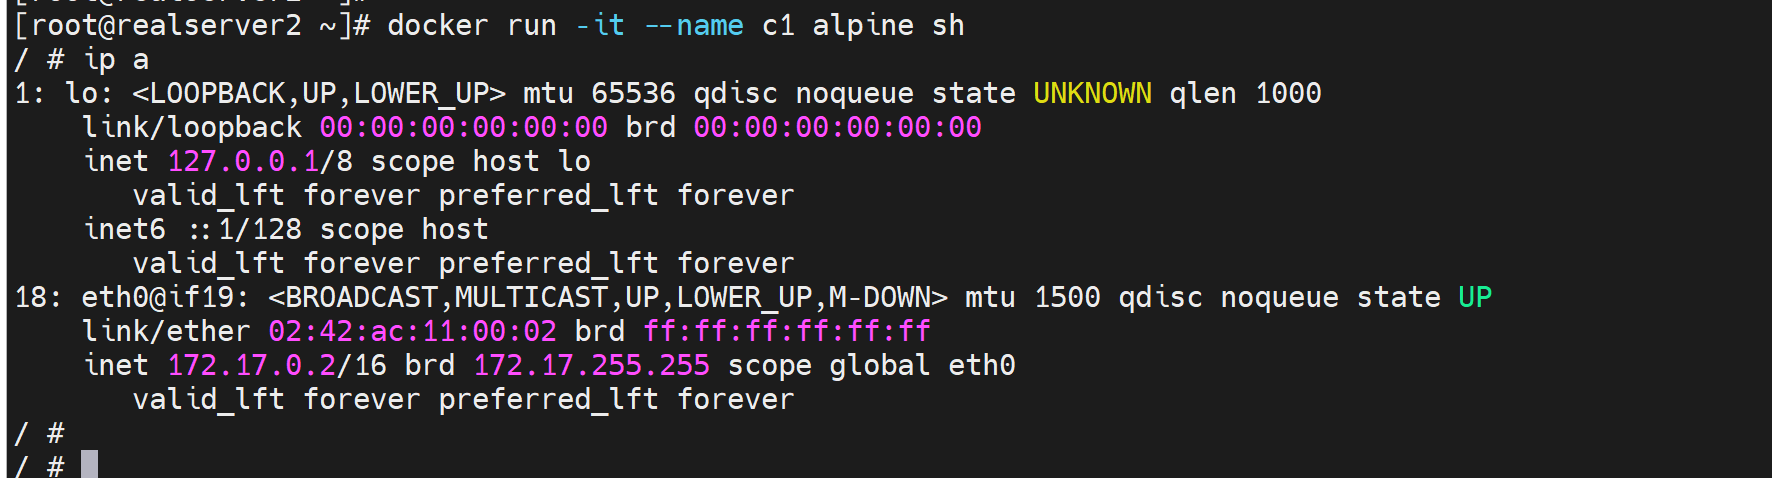 [root@realserver2 ~]#
[root@realserver2 ~]# docker run -it --name c1 alpine sh
/ # ip a
1: lo: <LOOPBACK,UP,LOWER_UP> mtu 65536 qdisc noqueue state UNKNOWN qlen 1000
    link/loopback 00:00:00:00:00:00 brd 00:00:00:00:00:00
    inet 127.0.0.1/8 scope host lo
       valid_lft forever preferred_lft forever
    inet6 ::1/128 scope host
       valid_lft forever preferred_lft forever
18: eth0@if19: <BROADCAST,MULTICAST,UP,LOWER_UP,M-DOWN> mtu 1500 qdisc noqueue state UP
    link/ether 02:42:ac:11:00:02 brd ff:ff:ff:ff:ff:ff
    inet 172.17.0.2/16 brd 172.17.255.255 scope global eth0
       valid_lft forever preferred_lft forever
/ #
/ #